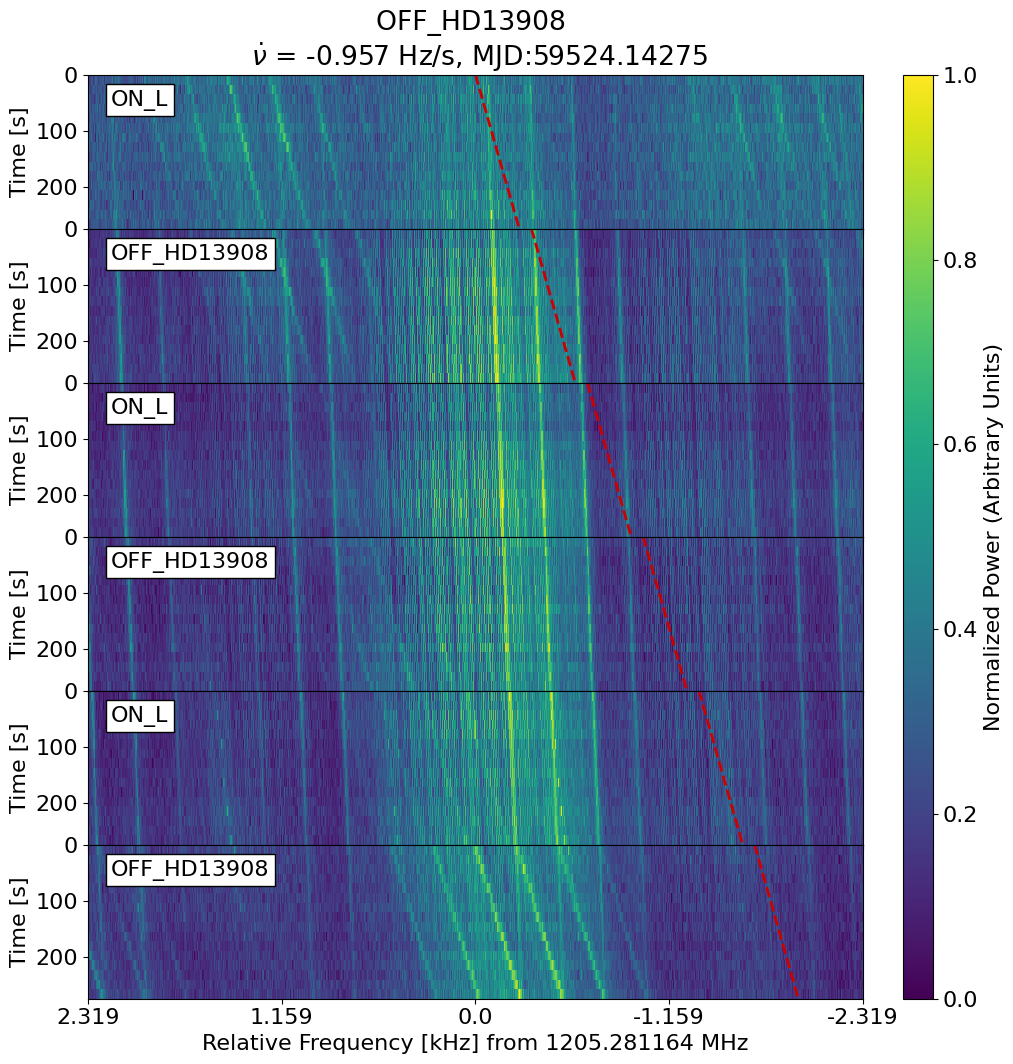 OFF_HD13908
ν̇ = -0.957 Hz/s, MJD:59524.14275
ON_L
OFF_HD13908
ON_L
OFF_HD13908
ON_L
OFF_HD13908
0
100
200
0
100
200
0
100
200
0
100
200
0
100
200
0
100
200
Time [s]
Time [s]
Time [s]
Time [s]
Time [s]
Time [s]
2.319
1.159
0.0
-1.159
-2.319
Relative Frequency [kHz] from 1205.281164 MHz
1.0
0.8
0.6
0.4
0.2
0.0
Normalized Power (Arbitrary Units)